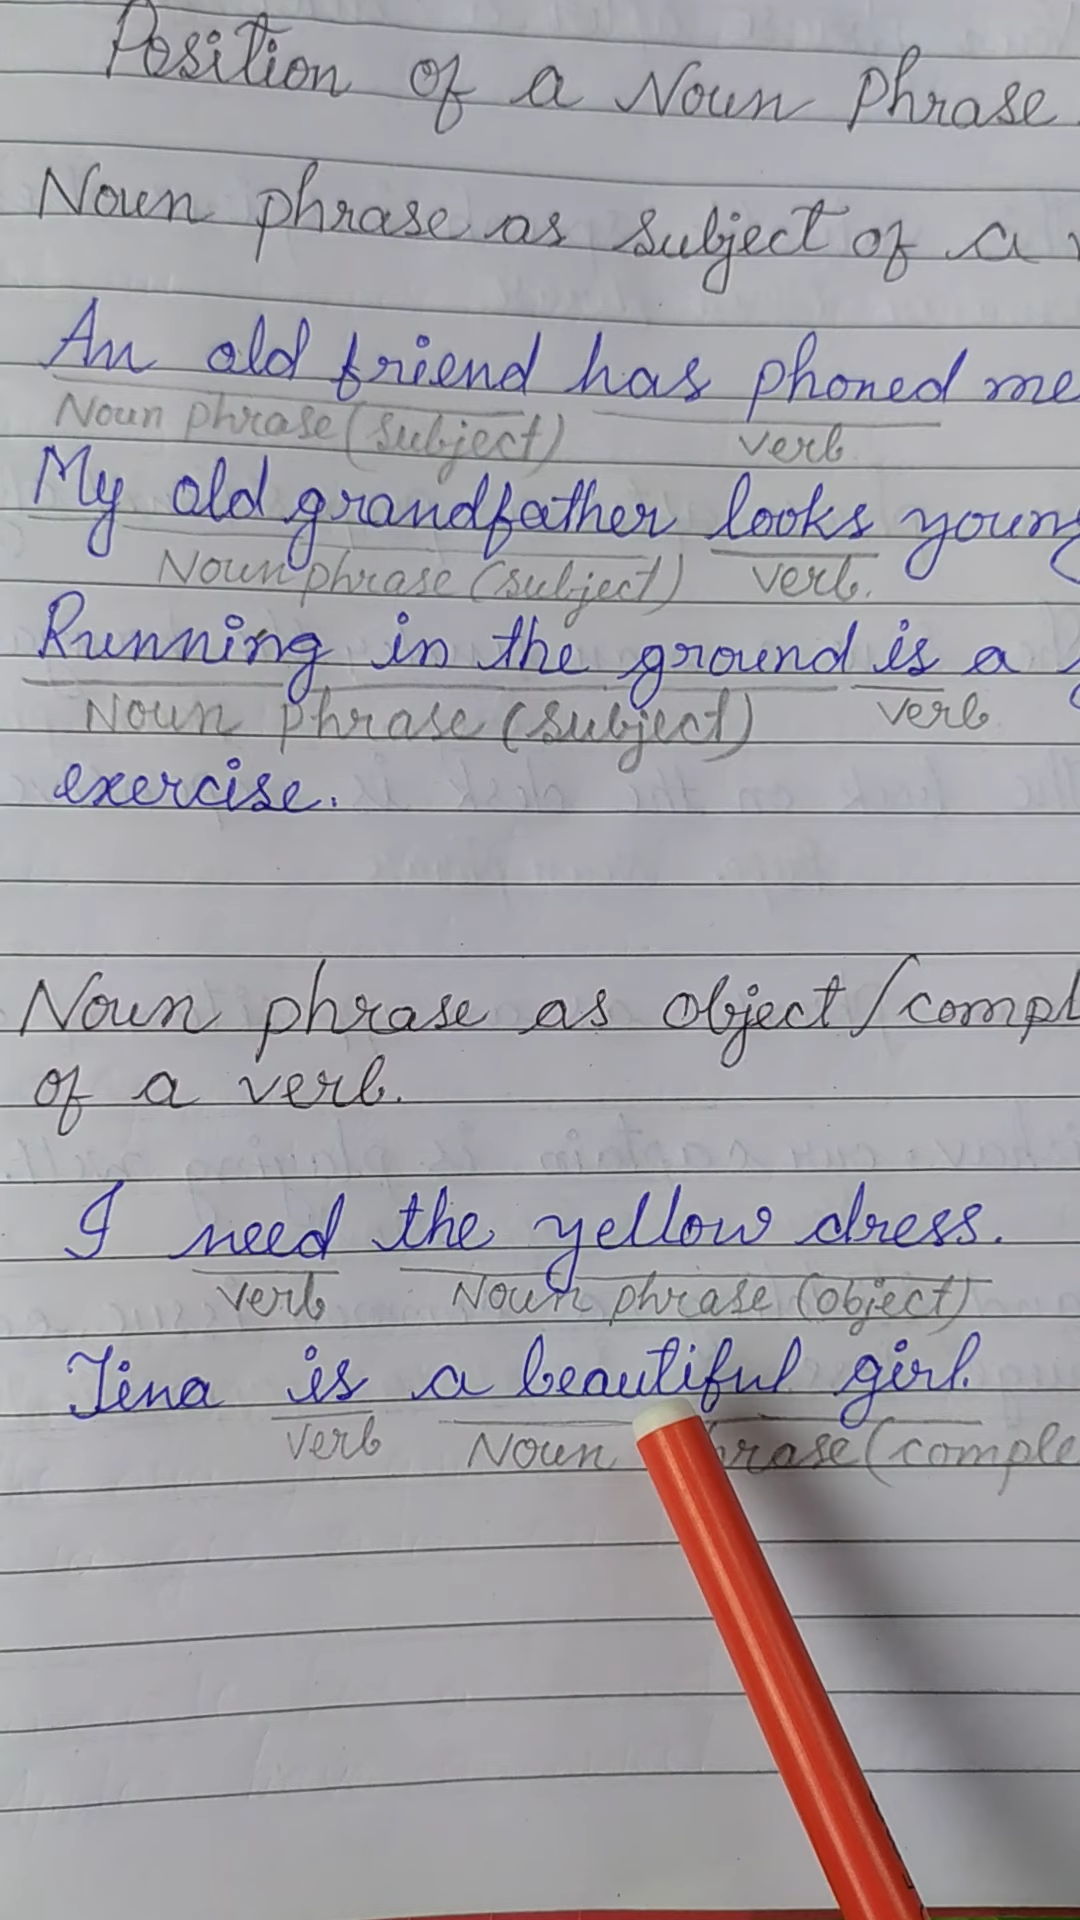 Position of a Noun Phrase
Noun phrase as subject of a
An old friend has phoned me
Noun phrase (subject) verb
My old grandfather looks young
Noun phrase (subject) verb.
Running in the ground is a
Noun phrase (subject) verb
exercise.
Noun phrase as object/compl
of a verb.
I need the yellow dress.
verb Noun phrase (object)
Tina is a beautiful girl.
verb Noun hrase (comple